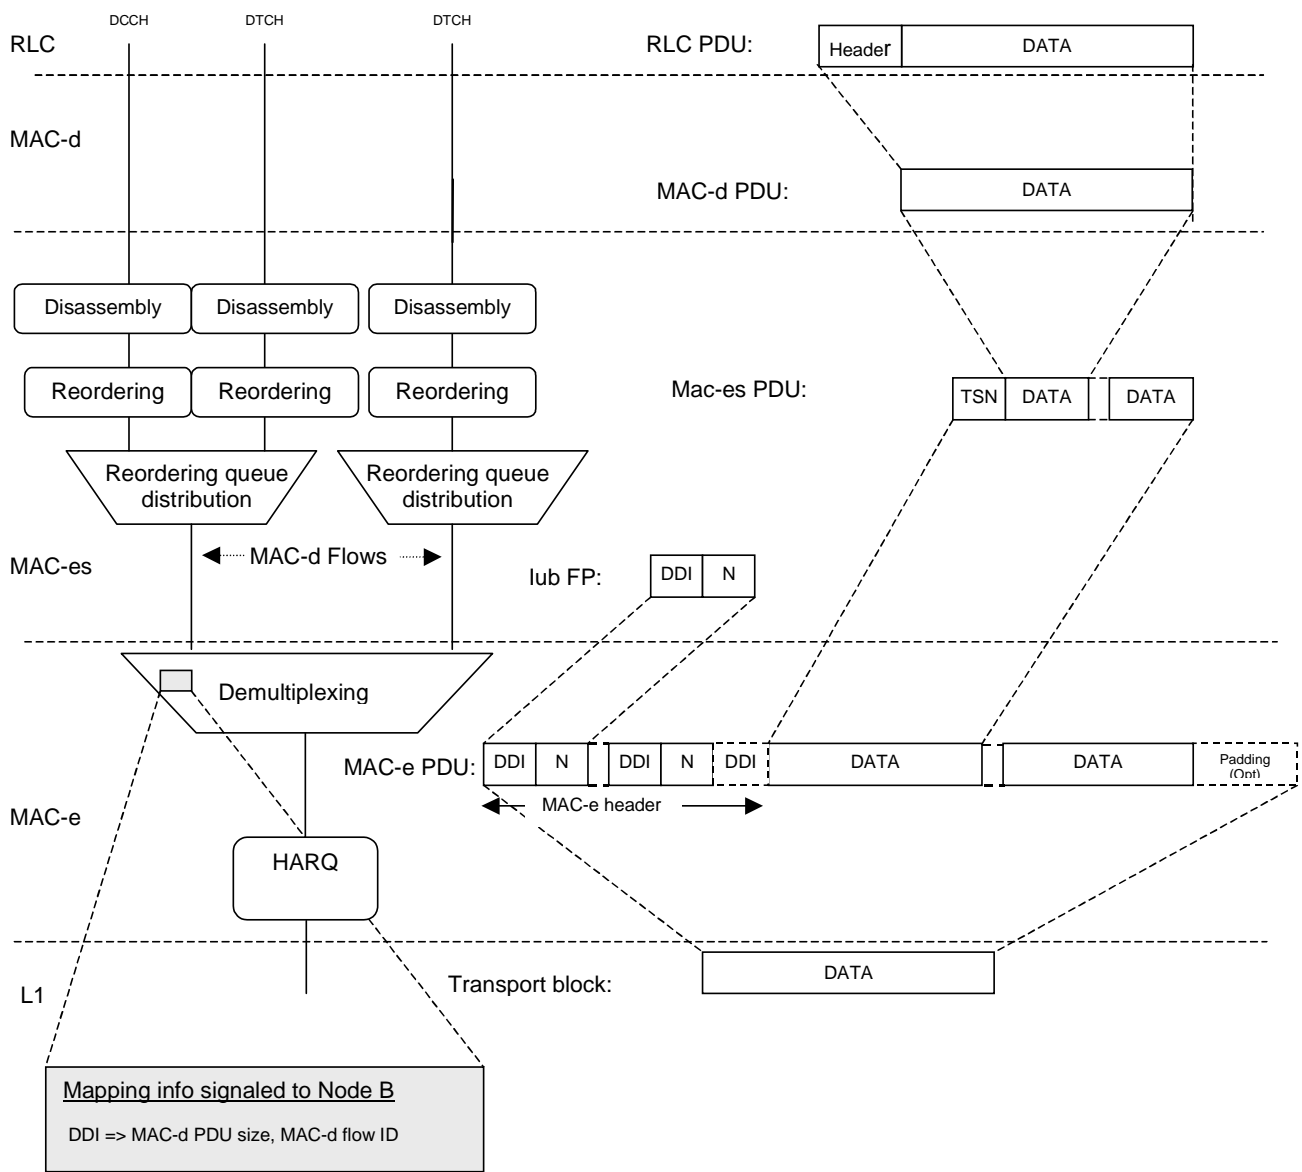 DCCH DTCH DTCH
RLC
RLC PDU:
Header DATA
MAC-d
MAC-d PDU:
DATA
Disassembly Disassembly Disassembly
Reordering Reordering Reordering
Mac-es PDU:
TSN DATA DATA
Reordering queue
distribution
Reordering queue
distribution
MAC-es
MAC-d Flows
Iub FP:
DDI N
Demultiplexing
MAC-e PDU:
DDI N DDI N DDI DATA DATA Padding
(Opt)
MAC-e header
MAC-e
HARQ
L1
Transport block:
DATA
Mapping info signaled to Node B
DDI => MAC-d PDU size, MAC-d flow ID